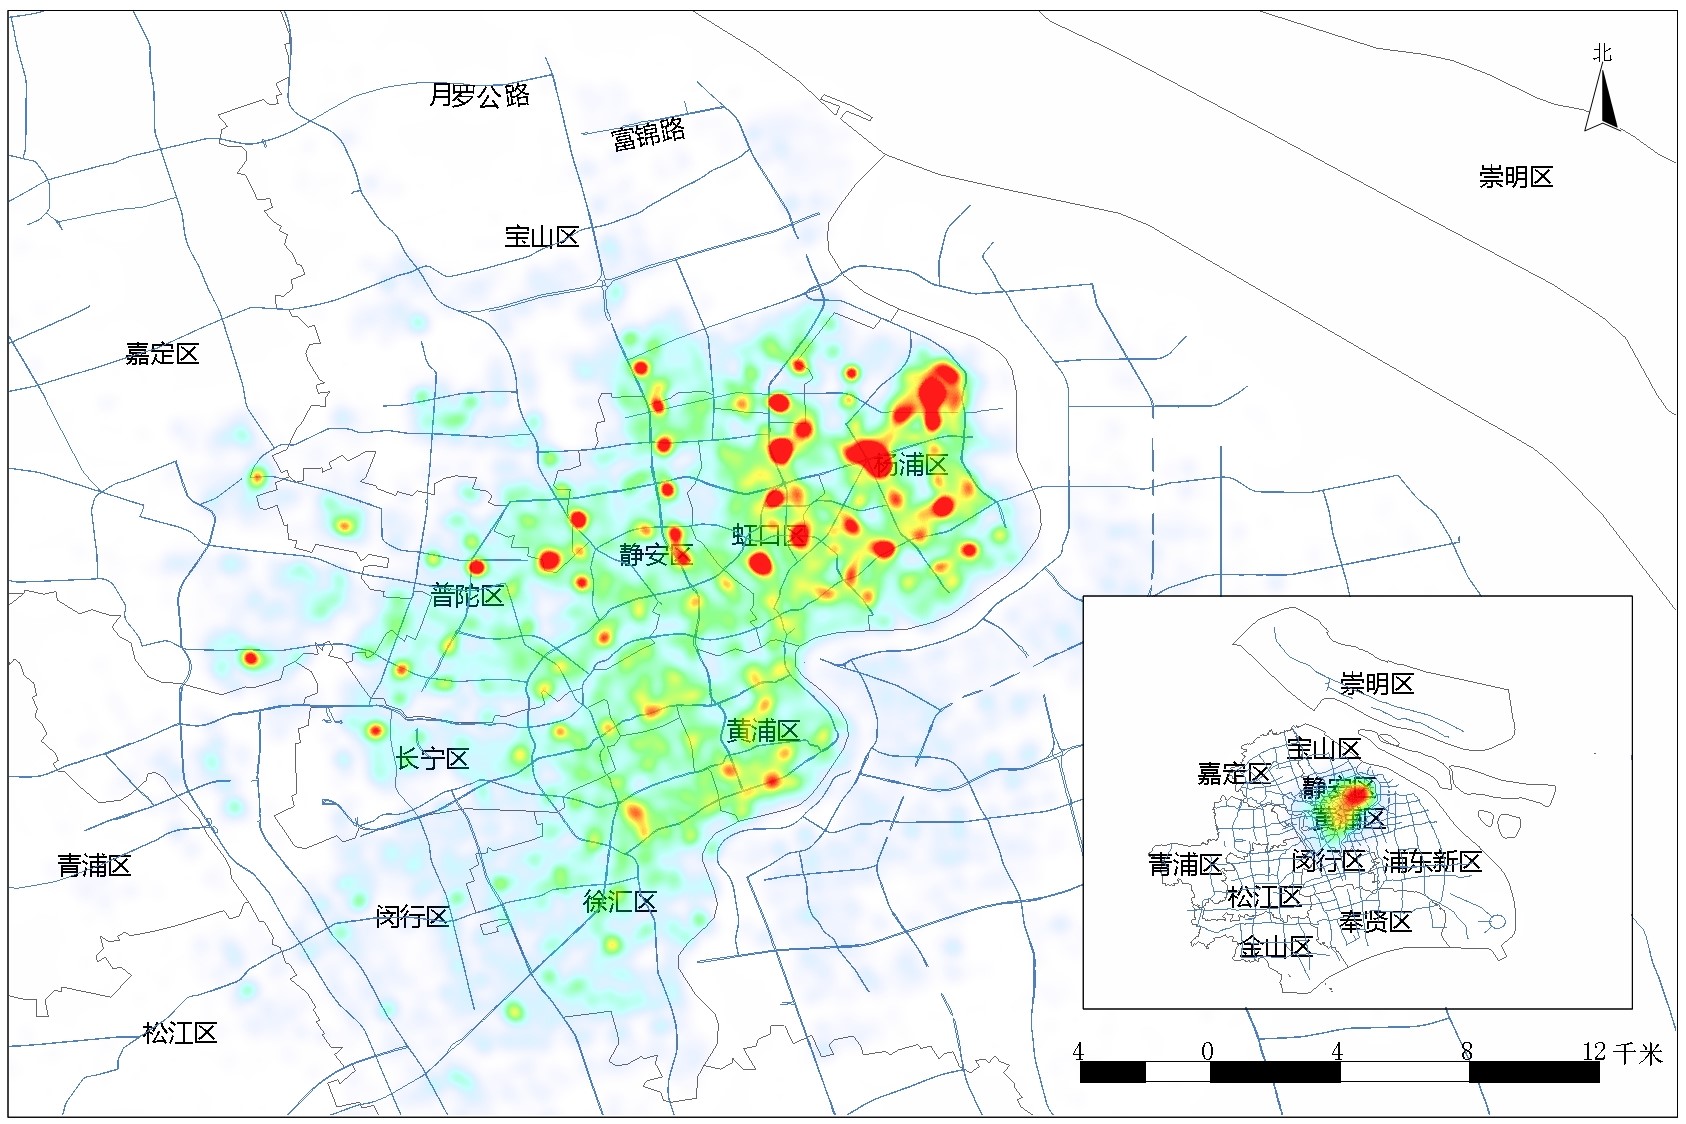 北
月罗公路
富锦路
崇明区
宝山区
嘉定区
杨浦区
虹口区
静安区
普陀区
黄浦区
长宁区
青浦区
徐汇区
闵行区
松江区
崇明区
宝山区
嘉定区
静安区
黄浦区
青浦区
闵行区
浦东新区
松江区
奉贤区
金山区
4 0 4 8 12 千米